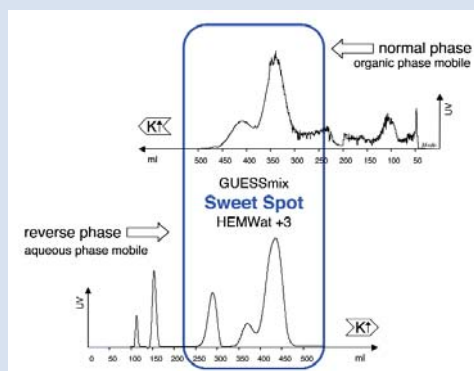 normal phase
organic phase mobile
K↑
UV
ml
500 450 400 350 300 250 200 150 100 50
GUESSmix
Sweet Spot
HEMWat +3
reverse phase
aqueous phase mobile
UV
K↑
0 50 100 150 200 250 300 350 400 450 500
ml